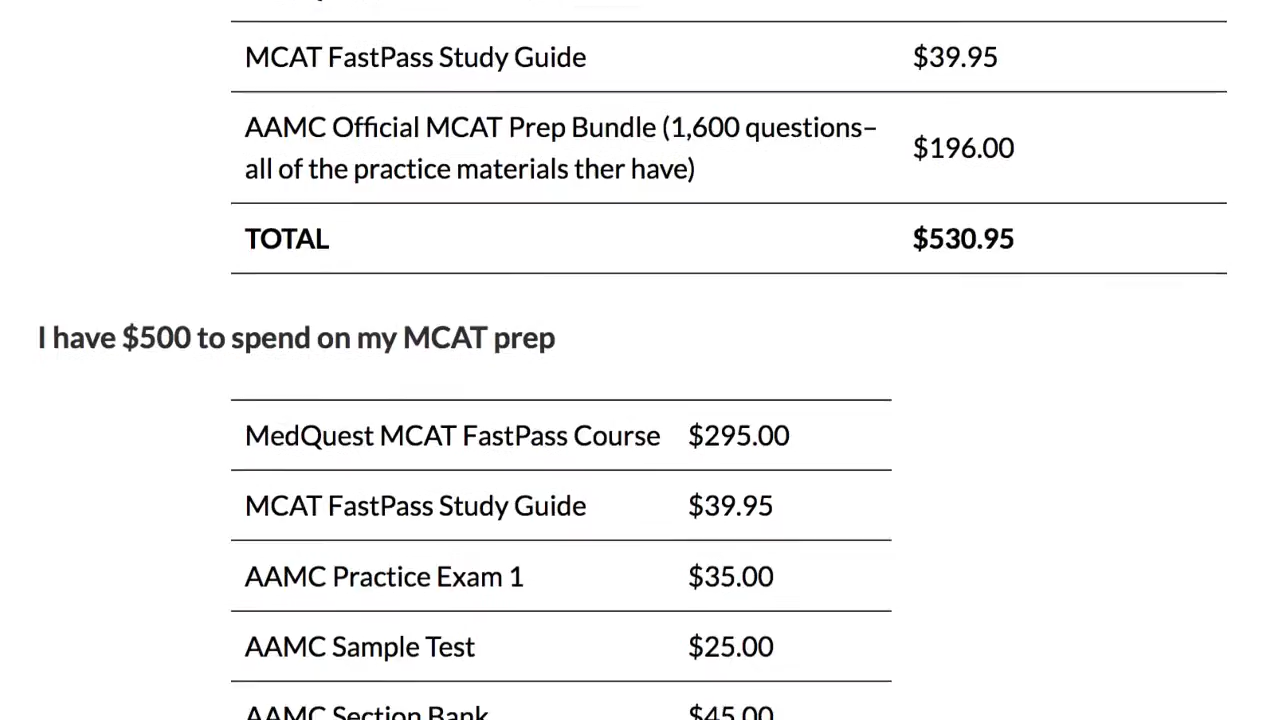 MCAT FastPass Study Guide $39.95
AAMC Official MCAT Prep Bundle (1,600 questions–
all of the practice materials ther have) $196.00
TOTAL $530.95
I have $500 to spend on my MCAT prep
MedQuest MCAT FastPass Course $295.00
MCAT FastPass Study Guide $39.95
AAMC Practice Exam 1 $35.00
AAMC Sample Test $25.00
AAMC Section Bank $45.00